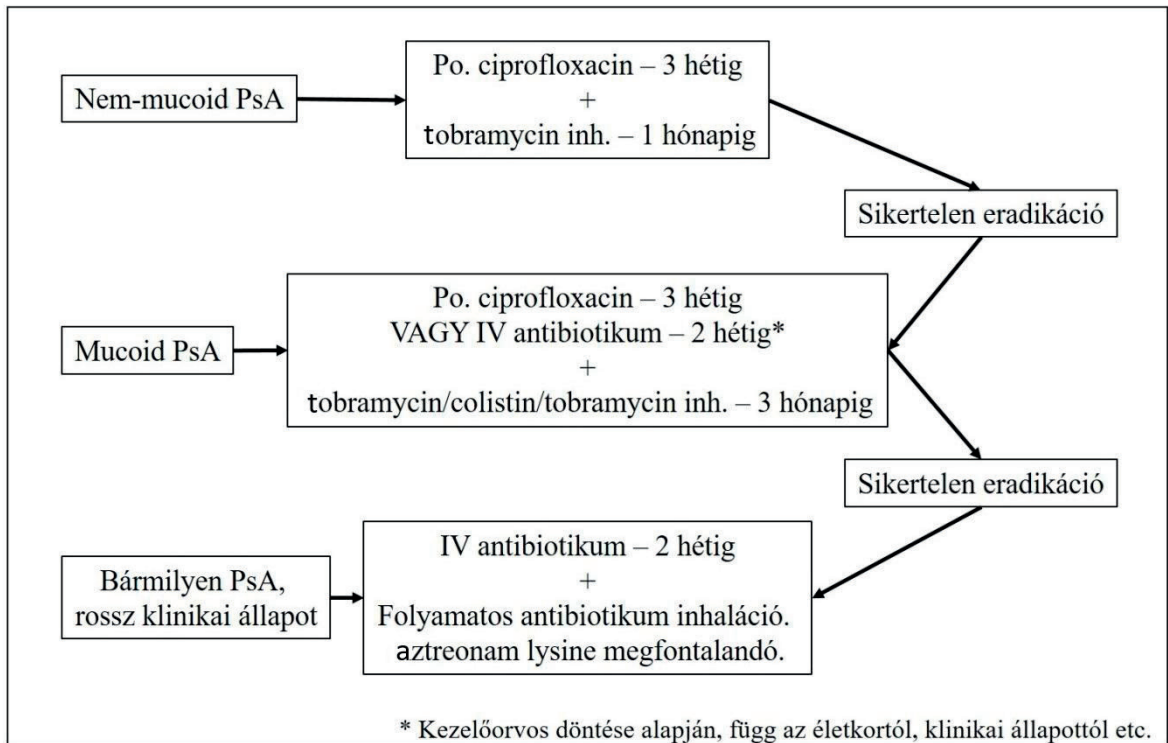 Nem-mucoid PsA
Po. ciprofloxacin – 3 hétig
+
tobramycin inh. – 1 hónapig
Sikertelen eradikáció
Mucoid PsA
Po. ciprofloxacin – 3 hétig
VAGY IV antibiotikum – 2 hétig*
+
tobramycin/colistin/tobramycin inh. – 3 hónapig
Sikertelen eradikáció
Bármilyen PsA,
rossz klinikai állapot
IV antibiotikum – 2 hétig
+
Folyamatos antibiotikum inhaláció.
aztreonam lysine megfontalandó.
* Kezelőorvos döntése alapján, függ az életkortól, klinikai állapottól etc.